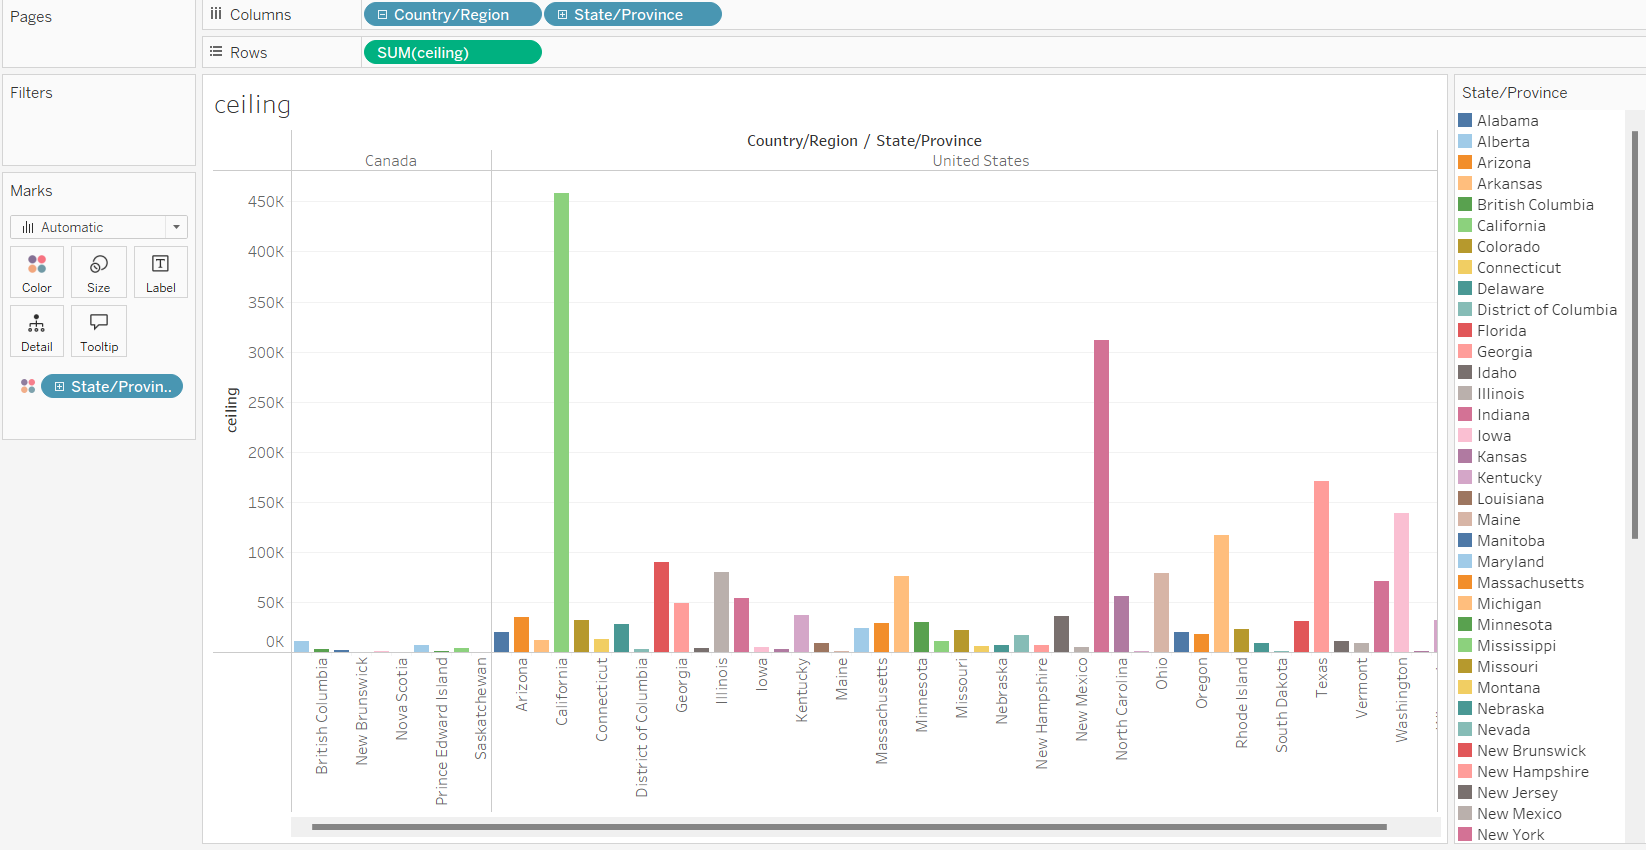 Pages
Columns
Country/Region
State/Province
Rows
SUM(ceiling)
Filters
Marks
Automatic
Color
Size
Label
Detail
Tooltip
State/Provin..
ceiling
Country/Region / State/Province
Canada
United States
ceiling
450K
400K
350K
300K
250K
200K
150K
100K
50K
0K
British Columbia
New Brunswick
Nova Scotia
Prince Edward Island
Saskatchewan
Arizona
California
Connecticut
District of Columbia
Georgia
Illinois
Iowa
Kentucky
Maine
Massachusetts
Minnesota
Missouri
Nebraska
New Hampshire
New Mexico
North Carolina
Ohio
Oregon
Rhode Island
South Dakota
Texas
Vermont
Washington
State/Province
Alabama
Alberta
Arizona
Arkansas
British Columbia
California
Colorado
Connecticut
Delaware
District of Columbia
Florida
Georgia
Idaho
Illinois
Indiana
Iowa
Kansas
Kentucky
Louisiana
Maine
Manitoba
Maryland
Massachusetts
Michigan
Minnesota
Mississippi
Missouri
Montana
Nebraska
Nevada
New Brunswick
New Hampshire
New Jersey
New Mexico
New York